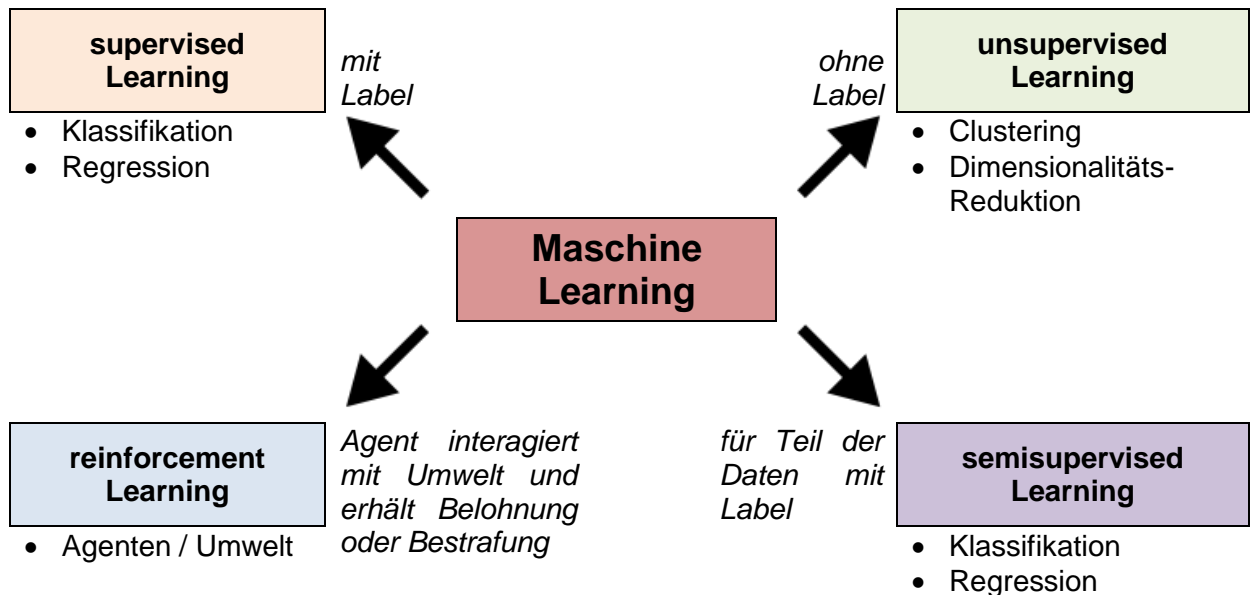 supervised
Learning
mit
Label
• Klassifikation
• Regression
ohne
Label
unsupervised
Learning
• Clustering
• Dimensionalitäts-
Reduktion
Maschine
Learning
reinforcement
Learning
Agent interagiert
mit Umwelt und
erhält Belohnung
oder Bestrafung
• Agenten / Umwelt
für Teil der
Daten mit
Label
semisupervised
Learning
• Klassifikation
• Regression